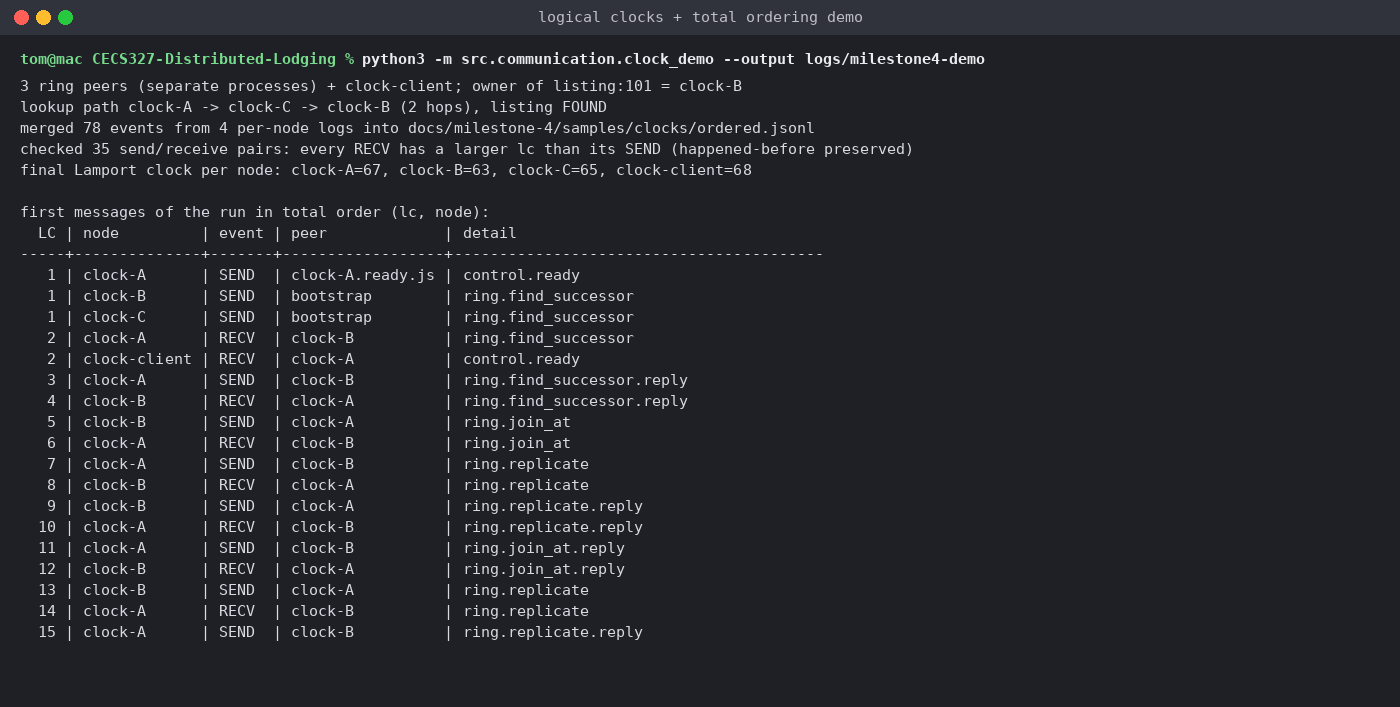 logical clocks + total ordering demo
tom@mac CECS327-Distributed-Lodging % python3 -m src.communication.clock_demo --output logs/milestone4-demo
3 ring peers (separate processes) + clock-client; owner of listing:101 = clock-B
lookup path clock-A -> clock-C -> clock-B (2 hops), listing FOUND
merged 78 events from 4 per-node logs into docs/milestone-4/samples/clocks/ordered.jsonl
checked 35 send/receive pairs: every RECV has a larger lc than its SEND (happened-before preserved)
final Lamport clock per node: clock-A=67, clock-B=63, clock-C=65, clock-client=68

first messages of the run in total order (lc, node):
  LC | node         | event | peer             | detail
-----+--------------+-------+------------------+-----------------------------------------
   1 | clock-A      | SEND  | clock-A.ready.js | control.ready
   1 | clock-B      | SEND  | bootstrap        | ring.find_successor
   1 | clock-C      | SEND  | bootstrap        | ring.find_successor
   2 | clock-A      | RECV  | clock-B          | ring.find_successor
   2 | clock-client | RECV  | clock-A          | control.ready
   3 | clock-A      | SEND  | clock-B          | ring.find_successor.reply
   4 | clock-B      | RECV  | clock-A          | ring.find_successor.reply
   5 | clock-B      | SEND  | clock-A          | ring.join_at
   6 | clock-A      | RECV  | clock-B          | ring.join_at
   7 | clock-A      | SEND  | clock-B          | ring.replicate
   8 | clock-B      | RECV  | clock-A          | ring.replicate
   9 | clock-B      | SEND  | clock-A          | ring.replicate.reply
  10 | clock-A      | RECV  | clock-B          | ring.replicate.reply
  11 | clock-A      | SEND  | clock-B          | ring.join_at.reply
  12 | clock-B      | RECV  | clock-A          | ring.join_at.reply
  13 | clock-B      | SEND  | clock-A          | ring.replicate
  14 | clock-A      | RECV  | clock-B          | ring.replicate
  15 | clock-A      | SEND  | clock-B          | ring.replicate.reply